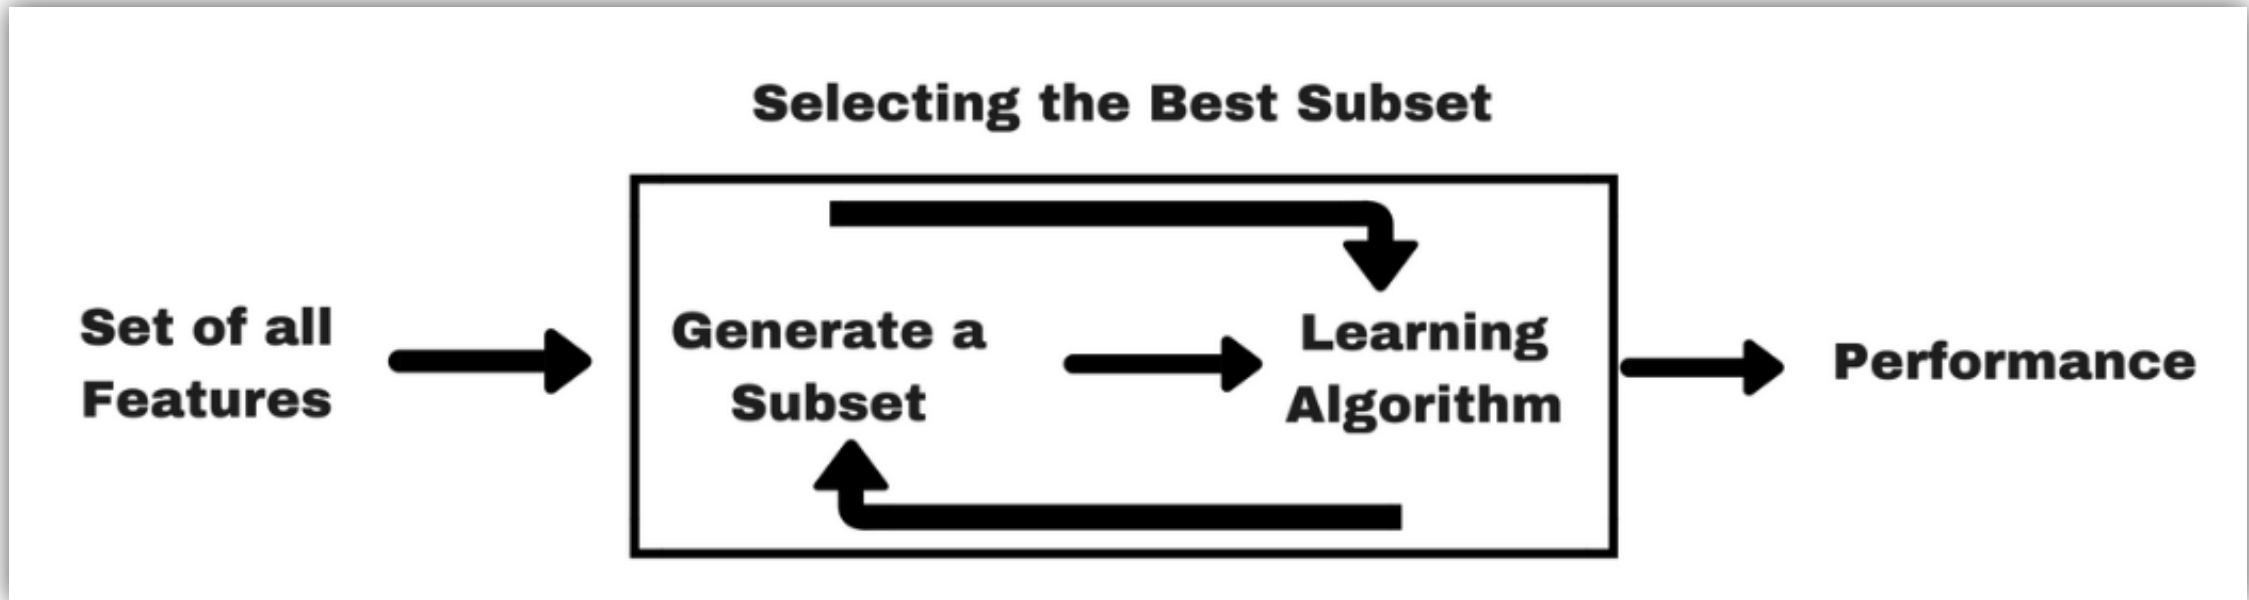 Selecting the Best Subset
Set of all
Features
Generate a
Subset
Learning
Algorithm
Performance